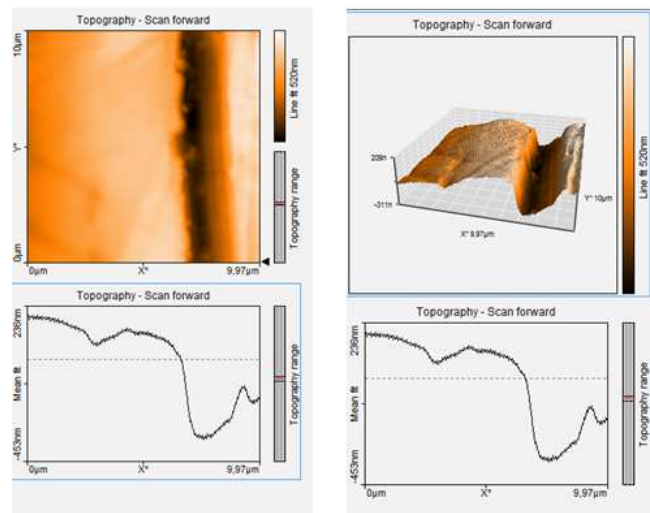 Topography - Scan forward
10µm
Y*
0µm
0µm
X*
9,97µm
Line fit 520nm
Topography range
Topography - Scan forward
236nm
Mean fit
-453nm
0µm
X*
9,97µm
Topography range
Topography - Scan forward
209n
-311n
X* 9.97µm
Y* 10µm
Line fit 520nm
Topography - Scan forward
236nm
Mean fit
-453nm
0µm
X*
9,97µm
Topography range